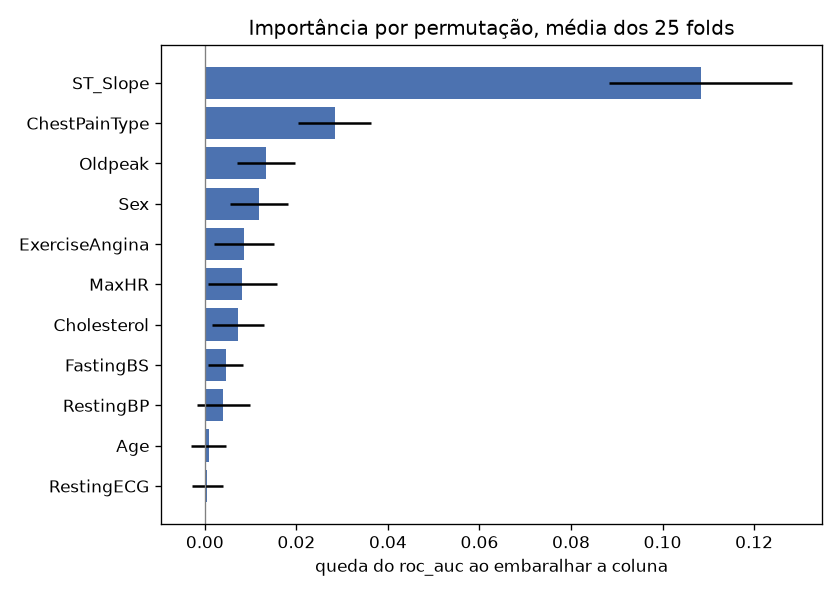 Importância por permutação, média dos 25 folds
ST_Slope
ChestPainType
Oldpeak
Sex
ExerciseAngina
MaxHR
Cholesterol
FastingBS
RestingBP
Age
RestingECG
0.00 0.02 0.04 0.06 0.08 0.10 0.12
queda do roc_auc ao embaralhar a coluna